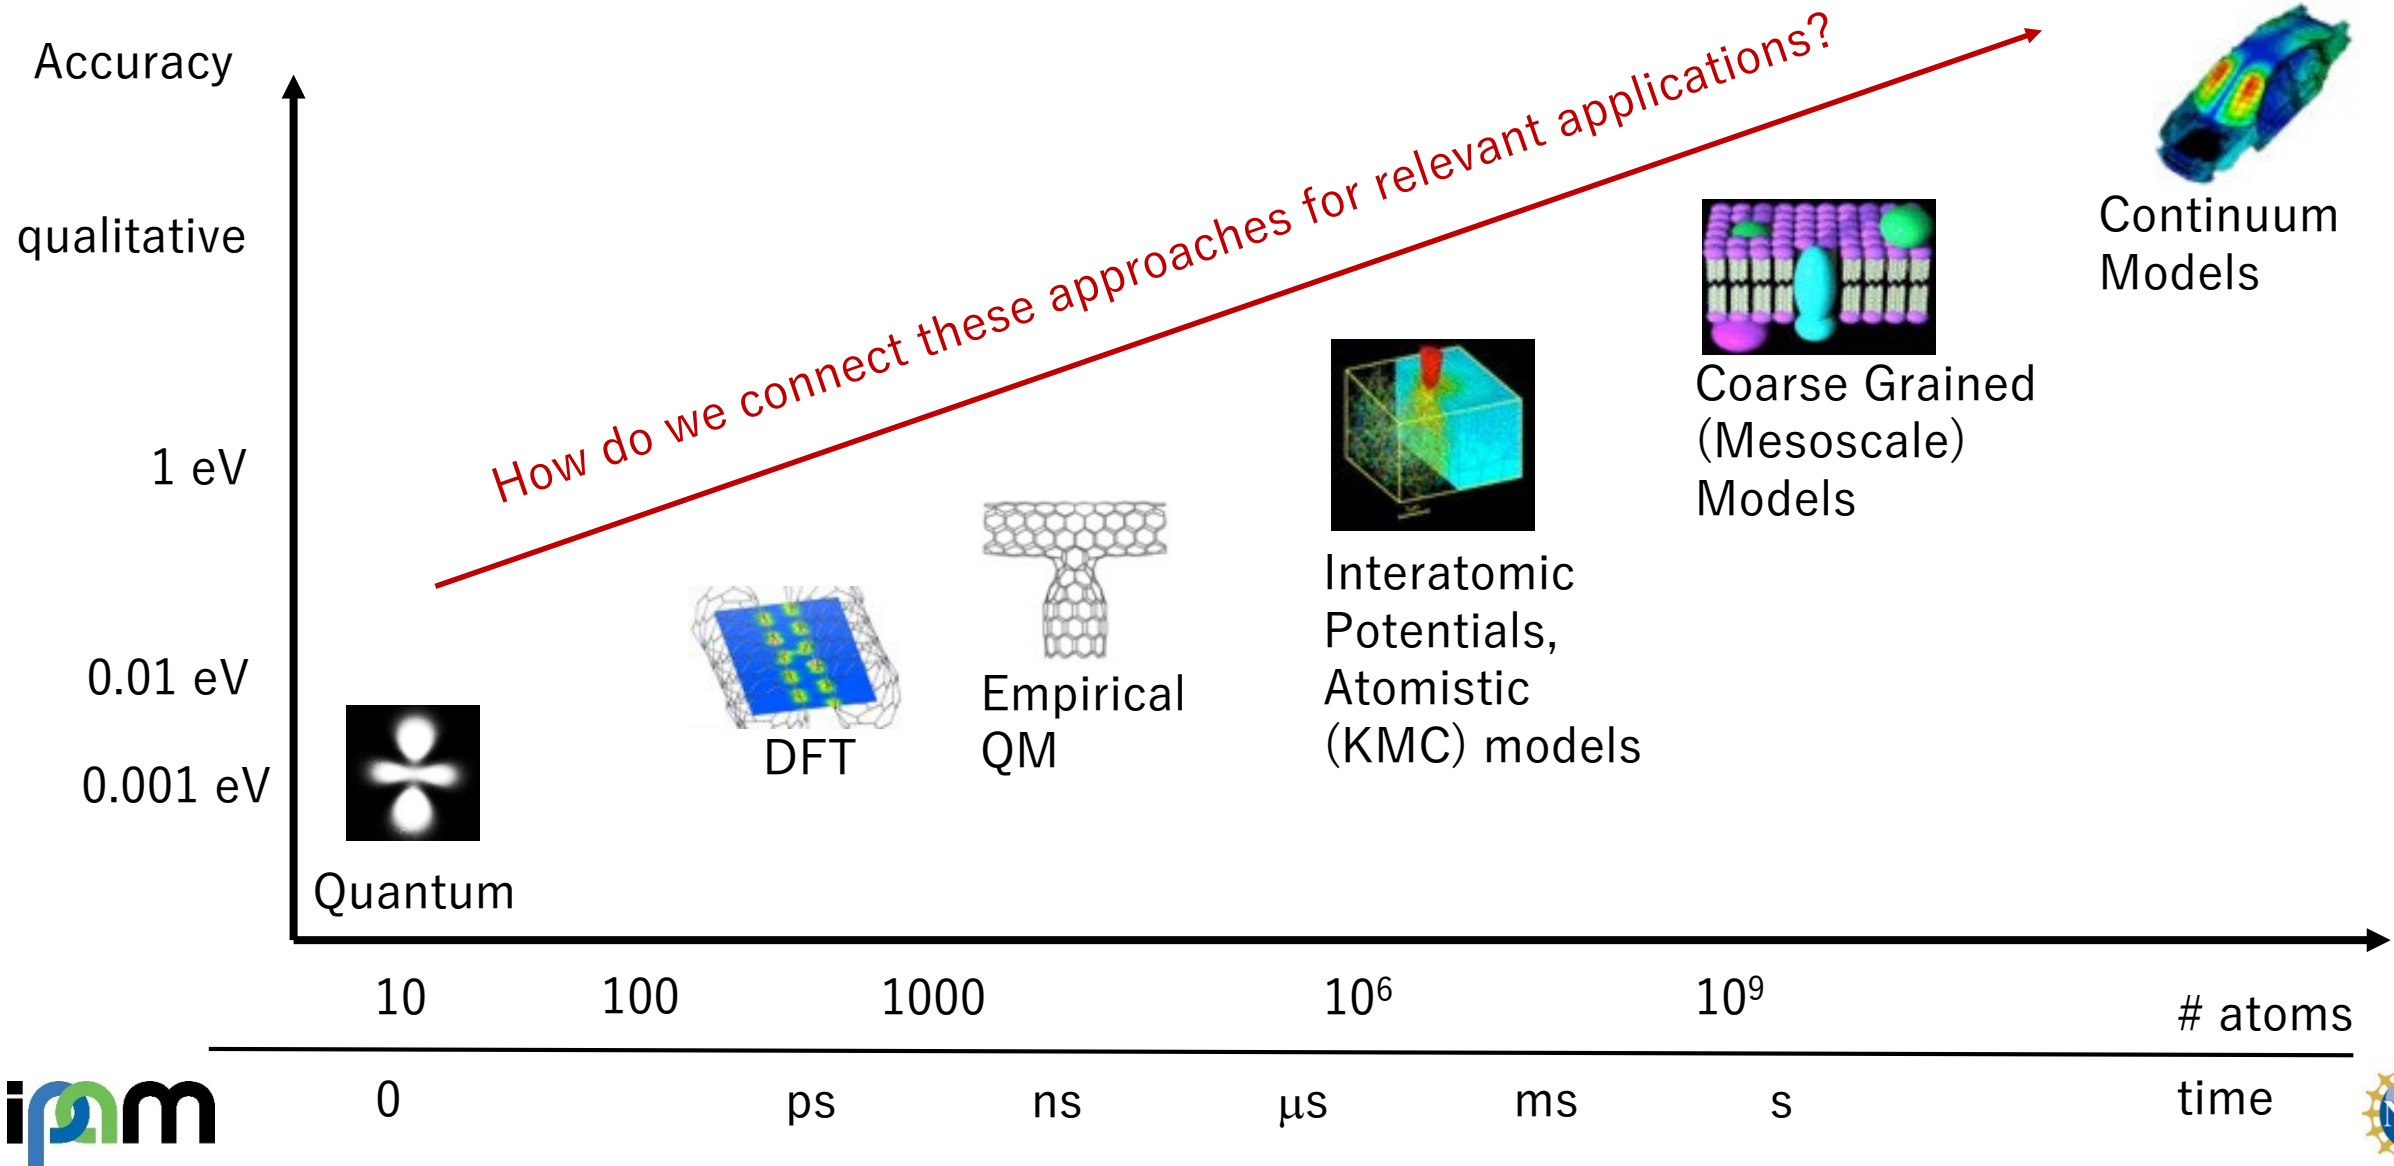 Accuracy
qualitative
1 eV
0.01 eV
0.001 eV
How do we connect these approaches for relevant applications?
Quantum
DFT
Empirical
QM
Interatomic
Potentials,
Atomistic
(KMC) models
Coarse Grained
(Mesoscale)
Models
Continuum
Models
10 100 1000 10⁶ 10⁹ # atoms
0 ps ns μs ms s time
ipam